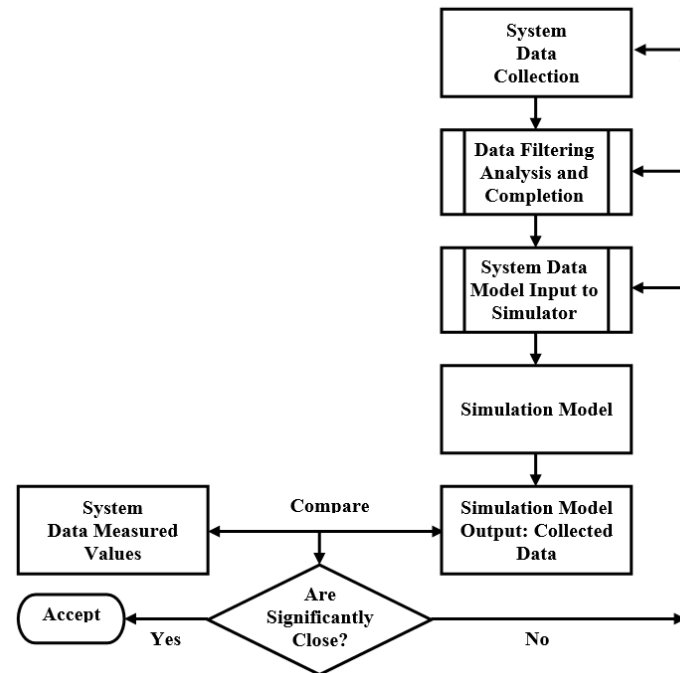 System
Data
Collection
Data Filtering
Analysis and
Completion
System Data
Model Input to
Simulator
Simulation Model
System
Data Measured
Values
Compare
Simulation Model
Output: Collected
Data
Are
Significantly
Close?
Accept
Yes
No